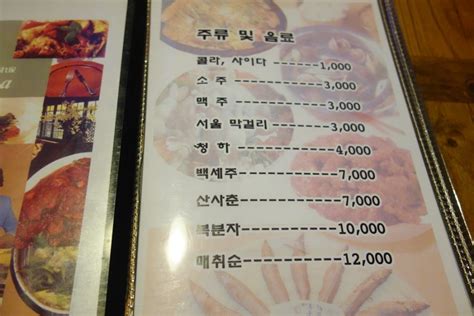 주류 및 음료
콜라, 사이다 -------1,000
소 주 ------------3,000
맥 주 ------------3,000
서울 막걸리 --------3,000
청 하 ------------4,000
백세주-----------7,000
산사춘-----------7,000
복분자----------10,000
매취순----------12,000